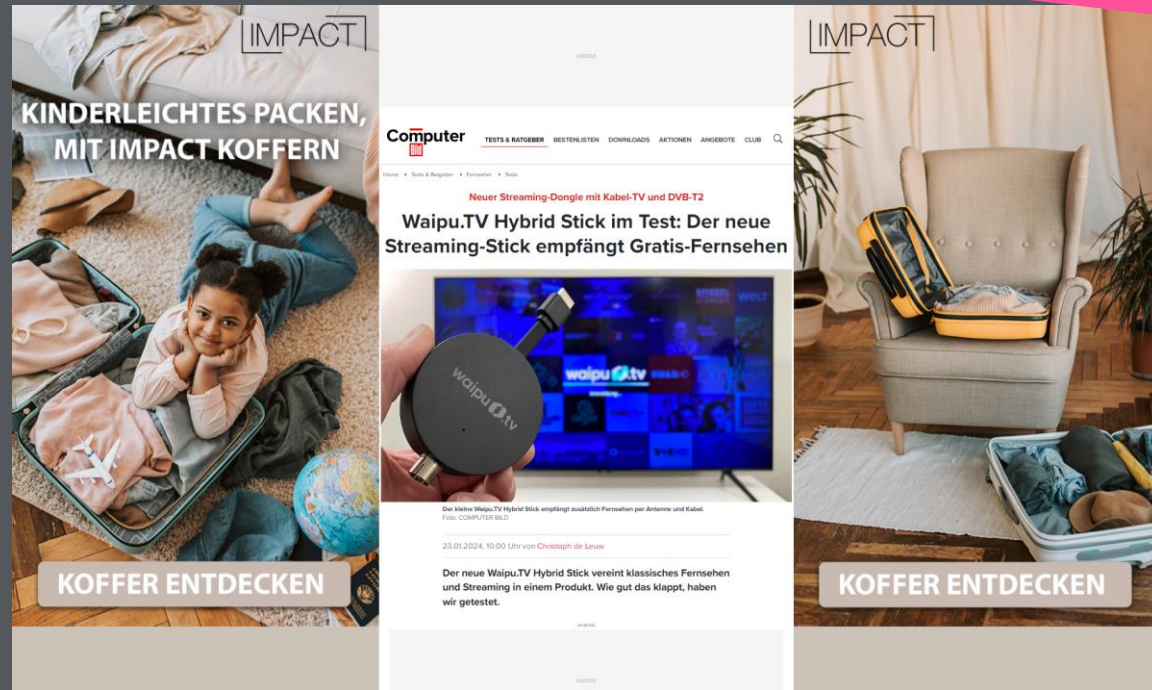 IMPACT
KINDERLEICHTES PACKEN,
MIT IMPACT KOFFERN
KOFFER ENTDECKEN
ANZEIGE
Computer
Bild
TESTS & RATGEBER BESTENLISTEN DOWNLOADS AKTIONEN ANGEBOTE CLUB
Home Tests & Ratgeber Fernseher Tests
Neuer Streaming-Dongle mit Kabel-TV und DVB-T2
Waipu.TV Hybrid Stick im Test: Der neue
Streaming-Stick empfängt Gratis-Fernsehen
waipu.tv
waipu.tv
WELT
Der kleine Waipu.TV Hybrid Stick empfängt zusätzlich Fernsehen per Antenne und Kabel.
Foto: COMPUTER BILD
23.01.2024, 10:00 Uhr von Christoph de Leuw
Der neue Waipu.TV Hybrid Stick vereint klassisches Fernsehen
und Streaming in einem Produkt. Wie gut das klappt, haben
wir getestet.
ANZEIGE
ANZEIGE
IMPACT
KOFFER ENTDECKEN